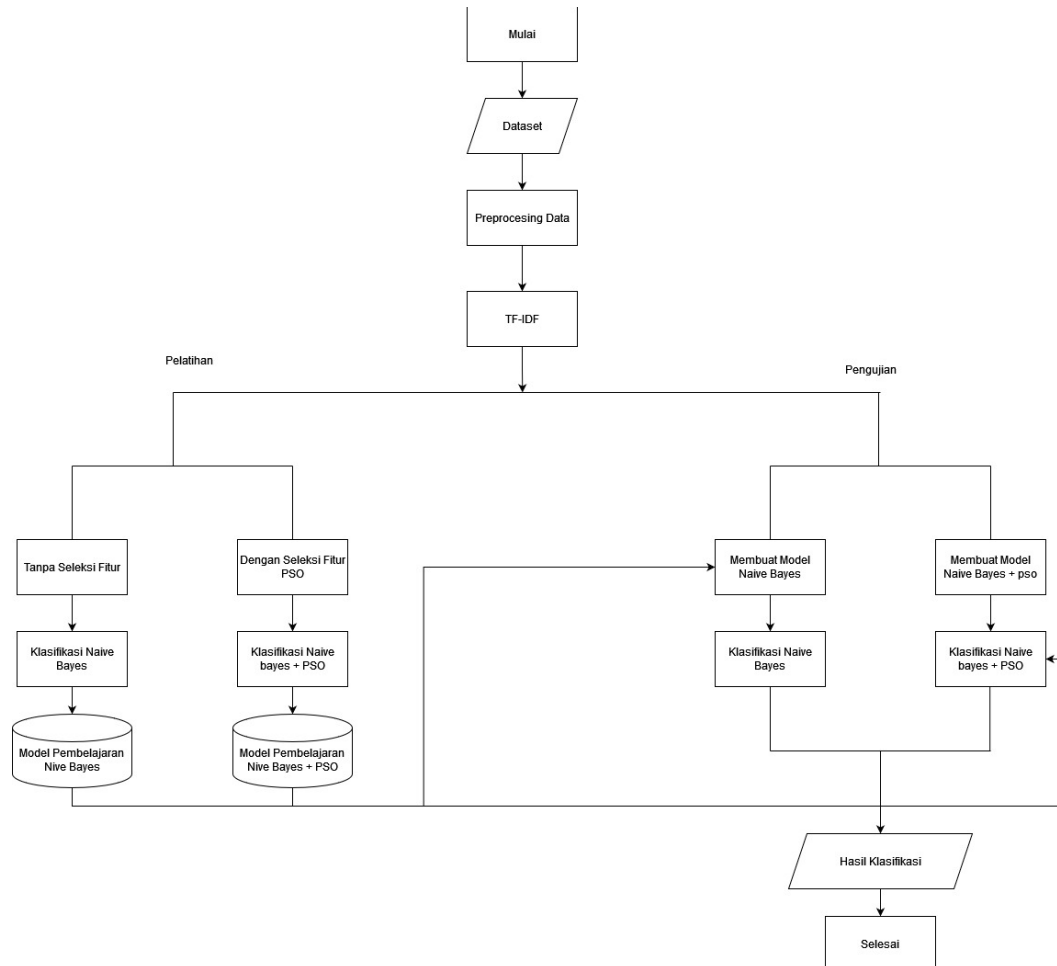 Mulai
Dataset
Preprocesing Data
TF-IDF
Pelatihan
Pengujian
Tanpa Seleksi Fitur
Dengan Seleksi Fitur
PSO
Membuat Model
Naive Bayes
Membuat Model
Naive Bayes + pso
Klasifikasi Naive
Bayes
Klasifikasi Naive
bayes + PSO
Klasifikasi Naive
Bayes
Klasifikasi Naive
bayes + PSO
Model Pembelajaran
Nive Bayes
Model Pembelajaran
Nive Bayes + PSO
Hasil Klasifikasi
Selesai